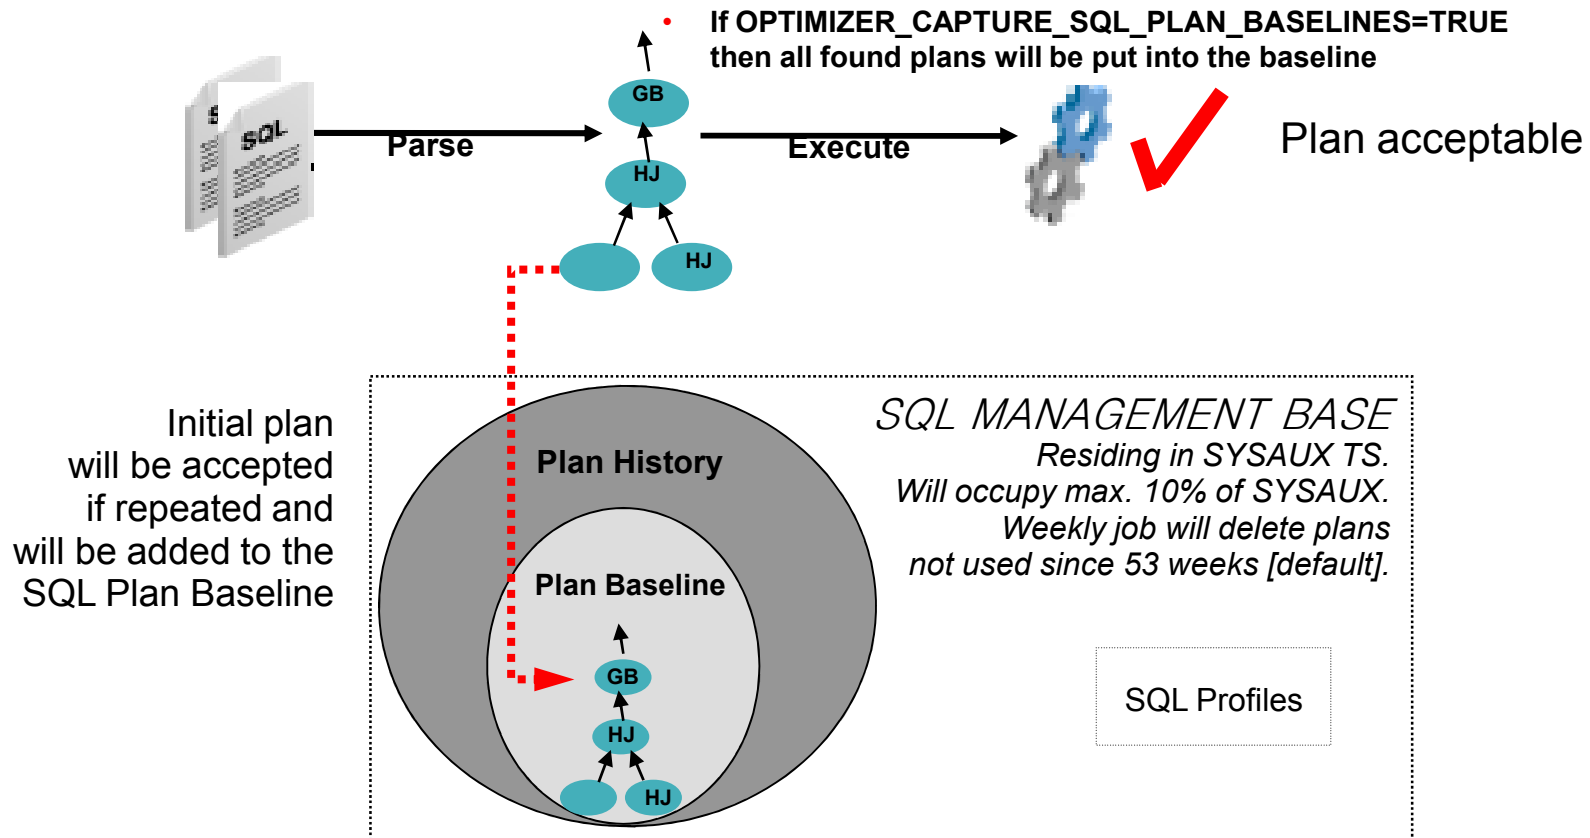 • If OPTIMIZER_CAPTURE_SQL_PLAN_BASELINES=TRUE
then all found plans will be put into the baseline
GB
SQL
SQL
Parse
Execute
Plan acceptable
HJ
HJ
Initial plan
will be accepted
if repeated and
will be added to the
SQL Plan Baseline
SQL MANAGEMENT BASE
Residing in SYSAUX TS.
Will occupy max. 10% of SYSAUX.
Weekly job will delete plans
not used since 53 weeks [default].
Plan History
Plan Baseline
GB
HJ
HJ
SQL Profiles